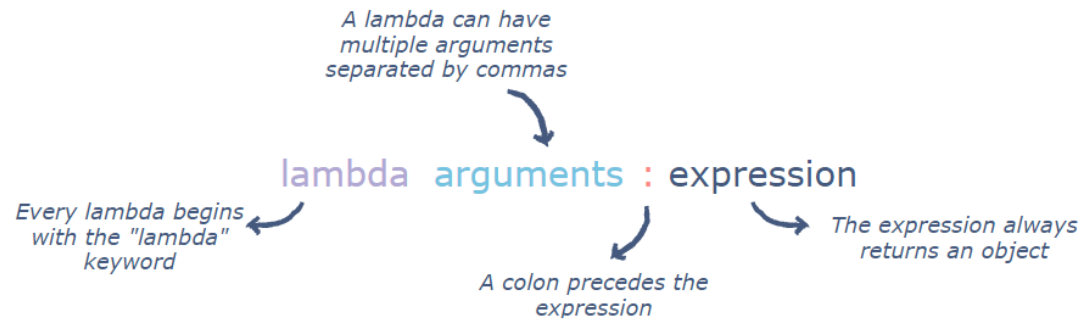 A lambda can have
multiple arguments
separated by commas
lambda arguments : expression
Every lambda begins
with the "lambda"
keyword
A colon precedes the
expression
The expression always
returns an object